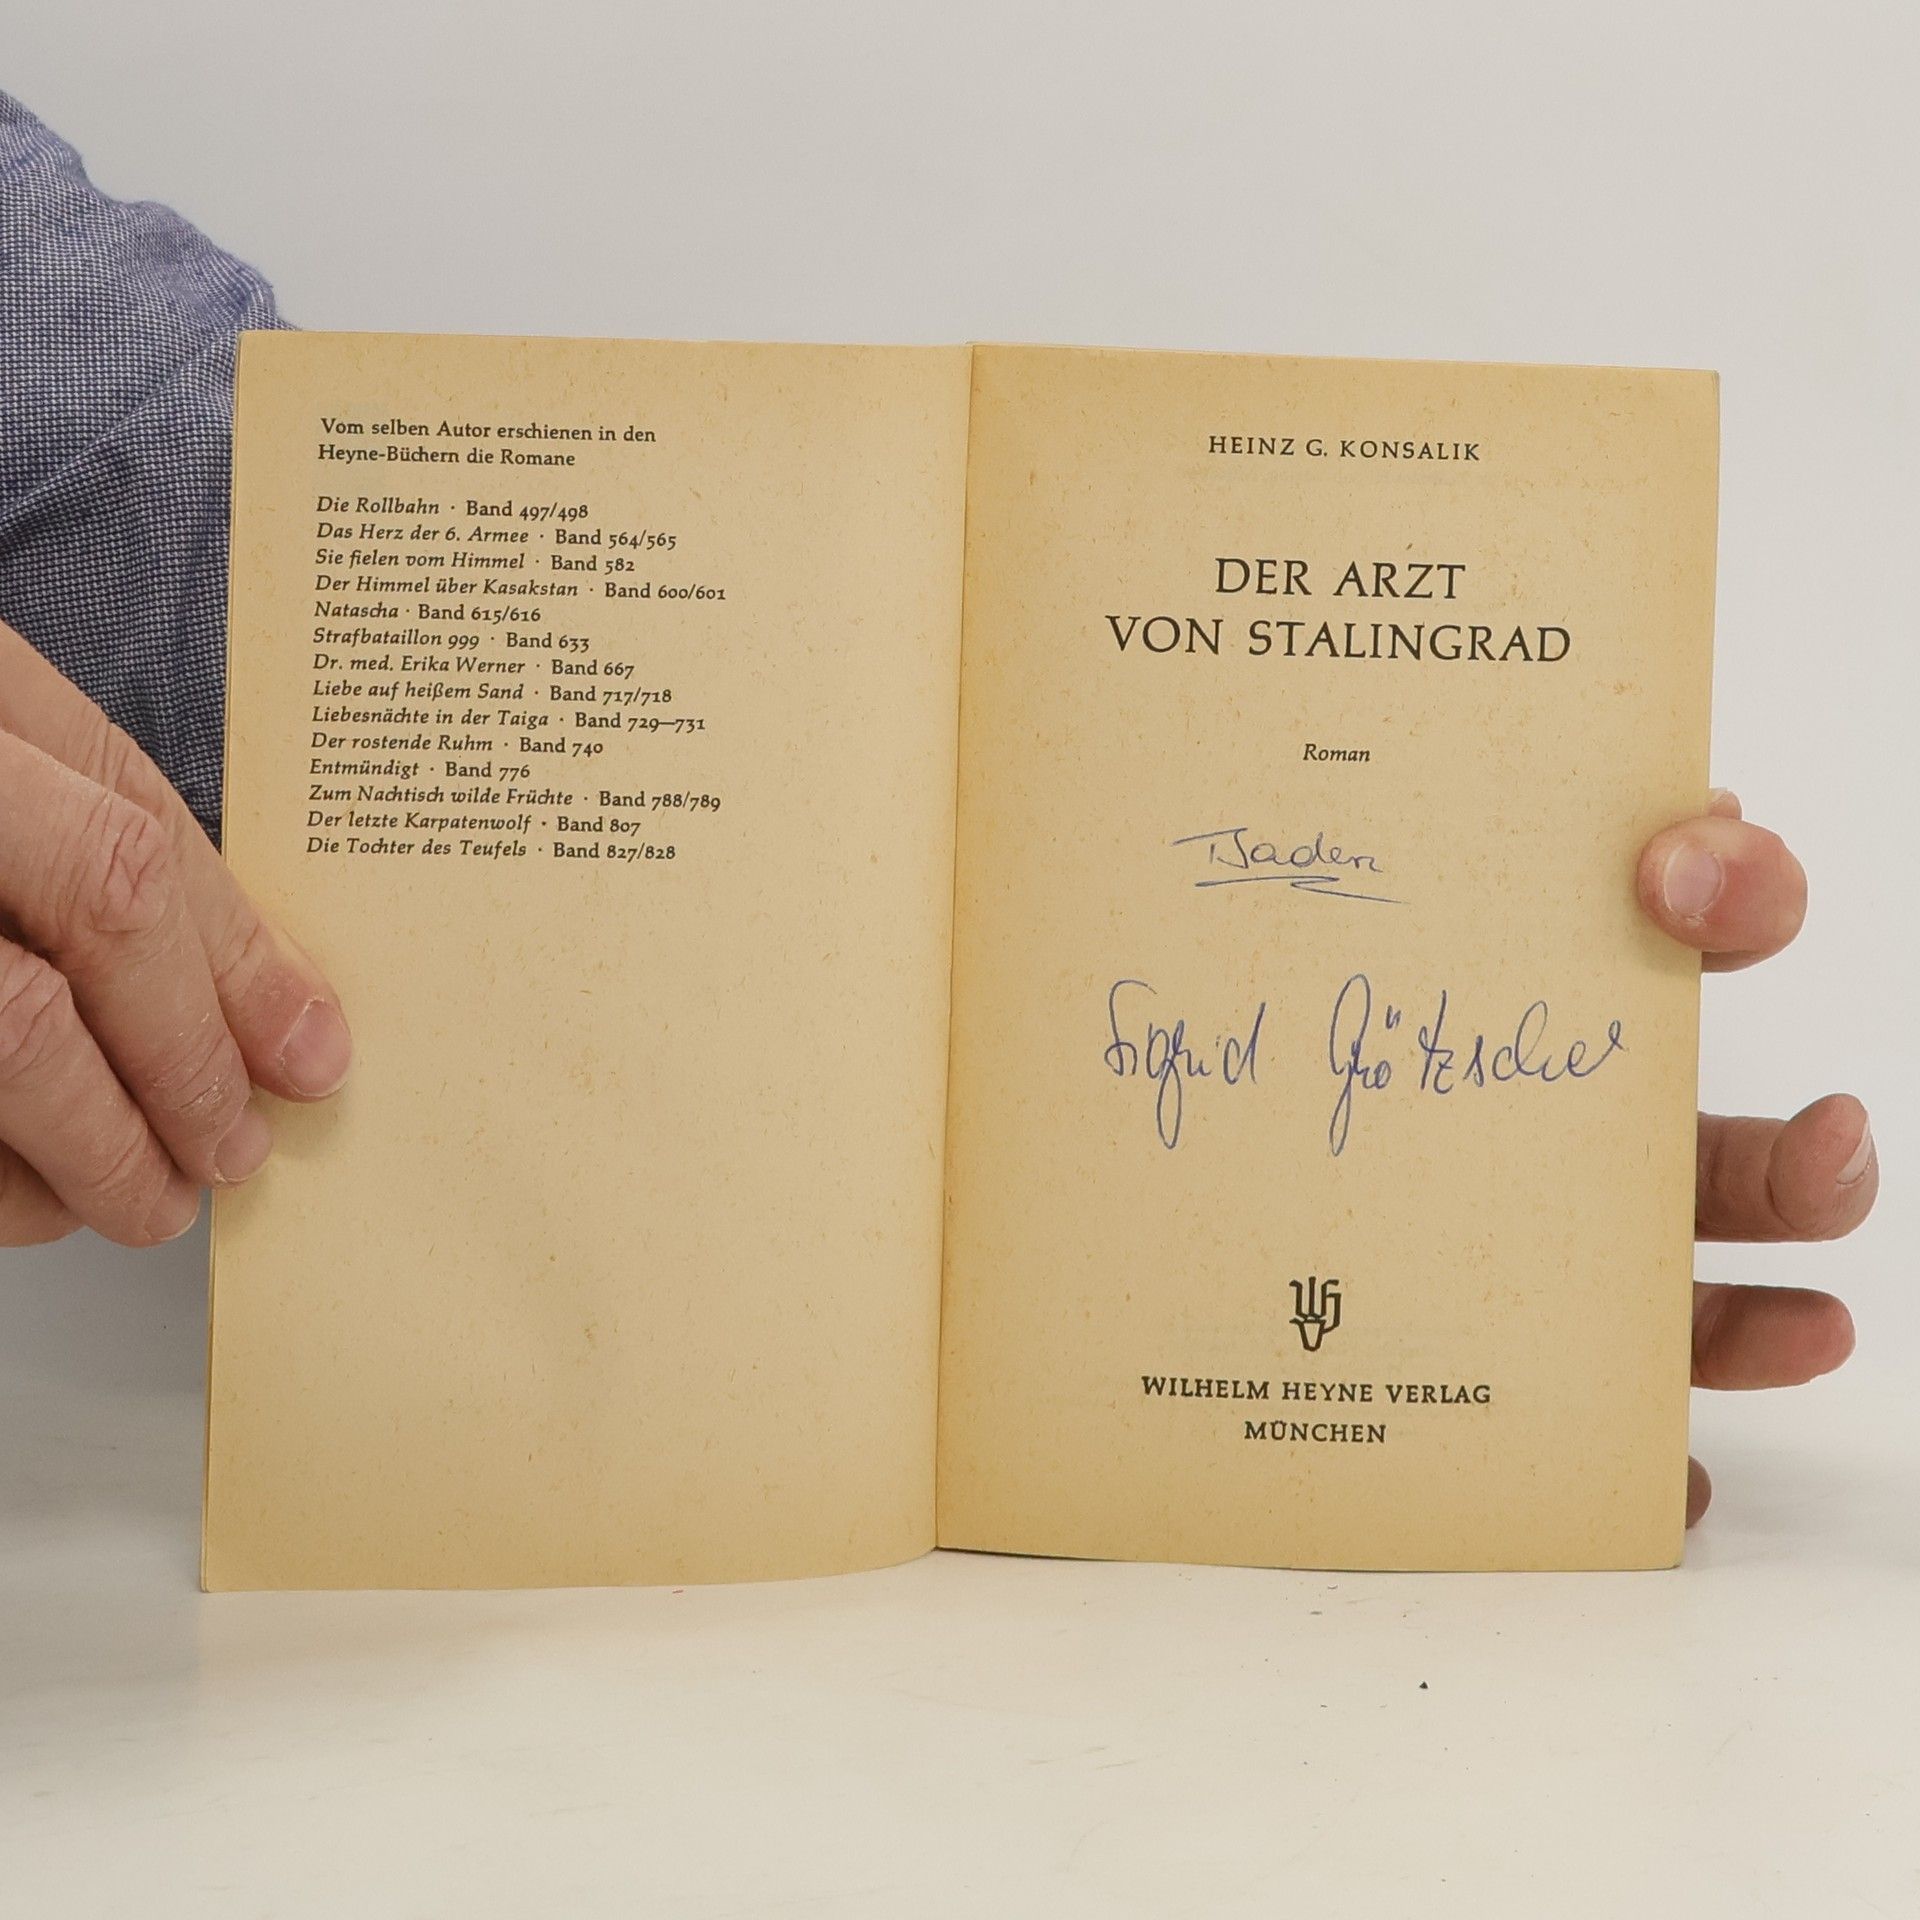 Vom selben Autor erschienen in den
Heyne-Büchern die Romane
Die Rollbahn · Band 497/498
Das Herz der 6. Armee · Band 564/565
Sie fielen vom Himmel · Band 582
Der Himmel über Kasakstan · Band 600/601
Natascha · Band 615/616
Strafbataillon 999 · Band 633
Dr. med. Erika Werner · Band 667
Liebe auf heißem Sand · Band 717/718
Liebesnächte in der Taiga · Band 729—731
Der rostende Ruhm · Band 740
Entmündigt · Band 776
Zum Nachtisch wilde Früchte · Band 788/789
Der letzte Karpatenwolf · Band 807
Die Tochter des Teufels · Band 827/828
HEINZ G. KONSALIK
DER ARZT
VON STALINGRAD
Roman
Baden
Sigrid
WILHELM HEYNE VERLAG
MÜNCHEN